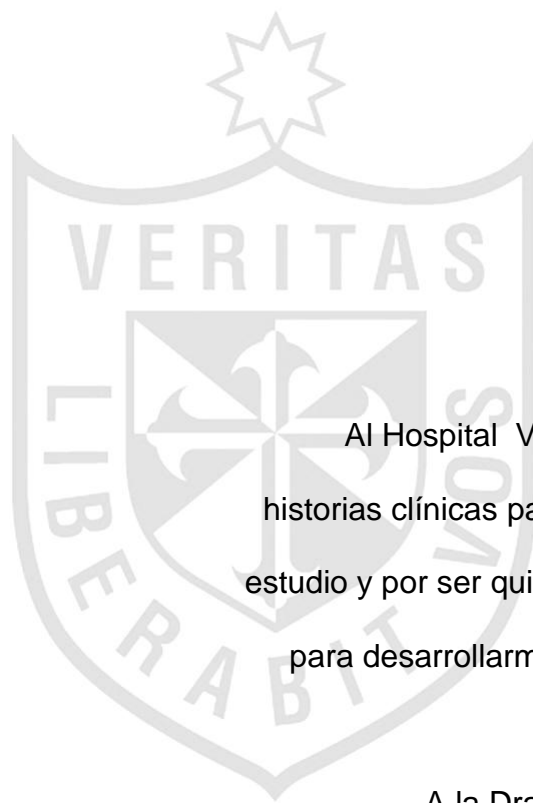 VERITAS
LIBERABIT VOS
Al Hospital V
historias clínicas pa
estudio y por ser qui
para desarrollarm
A la Dra